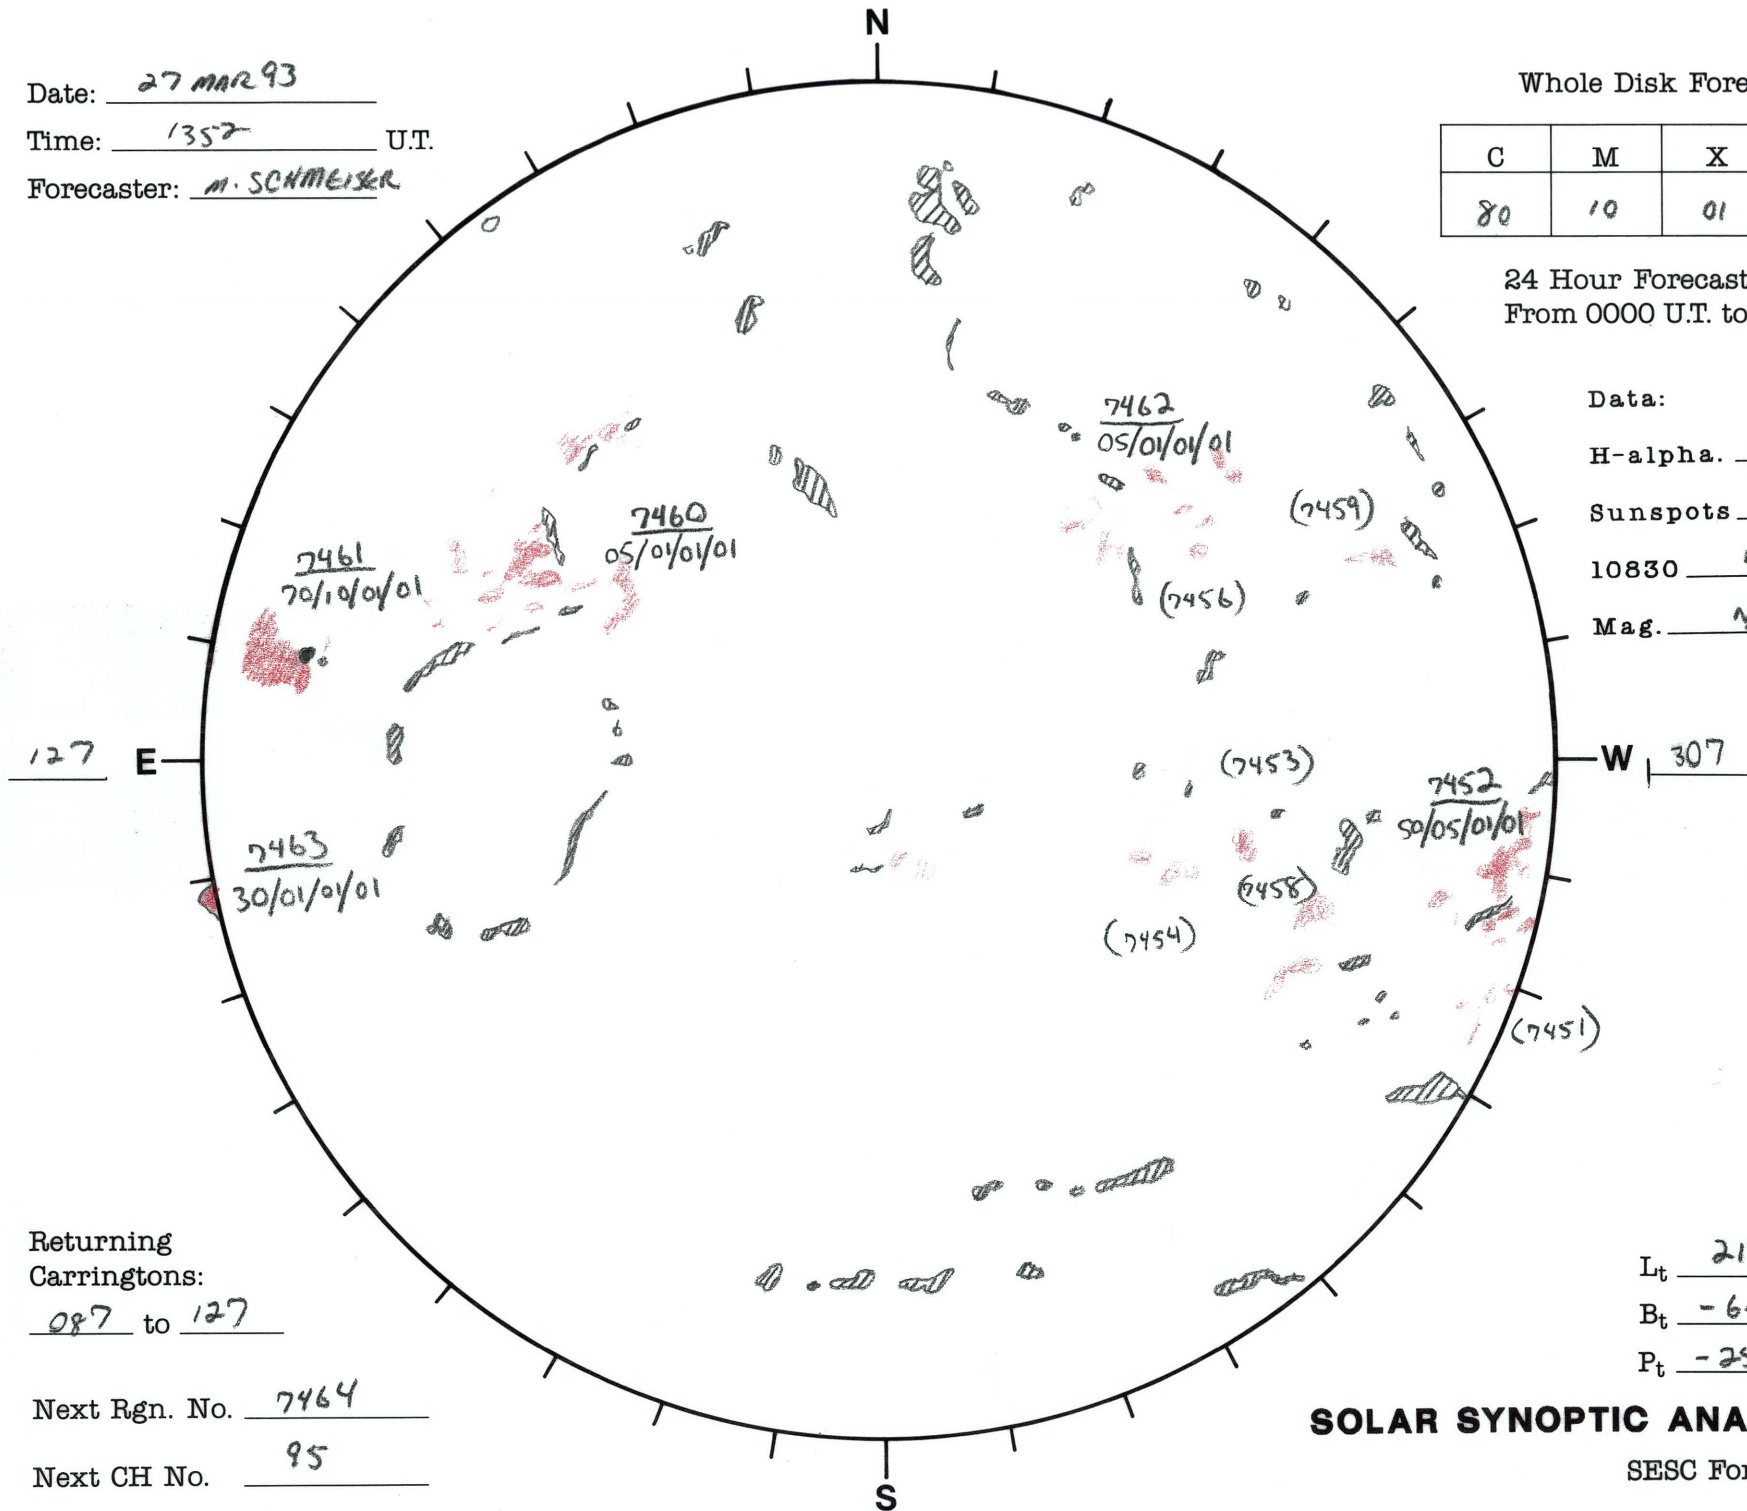 N
Date: 27 MAR 93
Time: 1352 U.T.
Forecaster: M. SCHMEISER
Whole Disk Fore
C M X
80 10 01
24 Hour Forecast
From 0000 U.T. to
Data:
H-alpha.
Sunspots
10830
Mag.
7462
05/01/01/01
(7459)
7460
05/01/01/01
7461
70/10/01/01
(7456)
127 E
W 307
(7453)
7452
50/05/01/01
7463
30/01/01/01
(7458)
(7454)
(7451)
Returning
Carringtons:
087 to 127
Next Rgn. No. 7464
Next CH No. 95
Lt 21
Bt -6
Pt -25
SOLAR SYNOPTIC ANA
SESC For
S